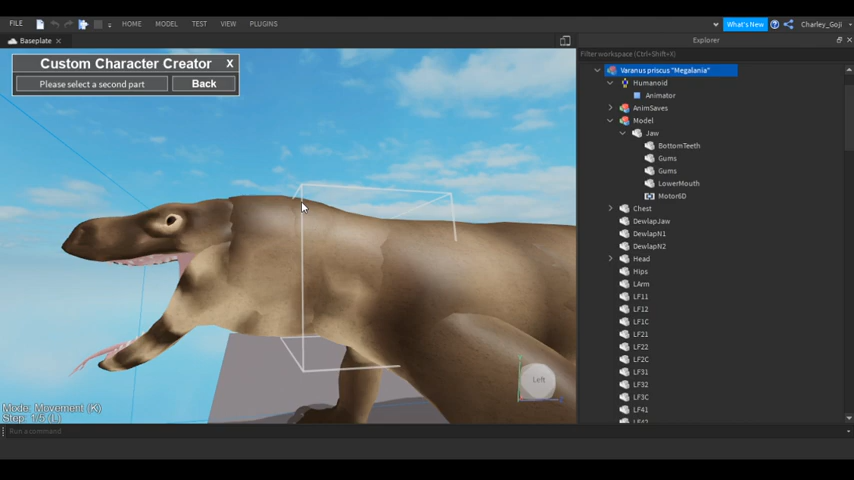 FILE HOME MODEL TEST VIEW PLUGINS What's New Charley_Goji
Baseplate Explorer
Filter workspace (Ctrl+Shift+X)
Custom Character Creator X
Please select a second part Back
Varanus priscus "Megalania"
Humanoid
Animator
AnimSaves
Model
Jaw
BottomTeeth
Gums
Gums
LowerMouth
Motor6D
Chest
DewlapJaw
DewlapN1
DewlapN2
Head
Hips
LArm
LF11
LF12
LF1C
LF21
LF22
LF2C
LF31
LF32
LF3C
LF41
LF42
Left
Mode: Movement (K)
Step: 1/5 (L)
Run a command